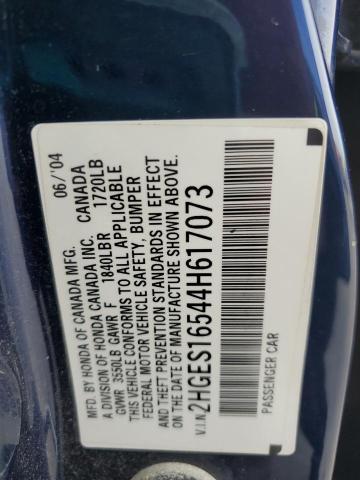 MFD. BY HONDA OF CANADA MFG. 06/'04
A DIVISION OF HONDA CANADA INC. CANADA
GVWR 3550LB GAWR F 1840LBR 1720LB
THIS VEHICLE CONFORMS TO ALL APPLICABLE
FEDERAL MOTOR VEHICLE SAFETY, BUMPER
AND THEFT PREVENTION STANDARDS IN EFFECT
ON THE DATE OF MANUFACTURE SHOWN ABOVE.
V.I.N 2HGES16544H617073
PASSENGER CAR